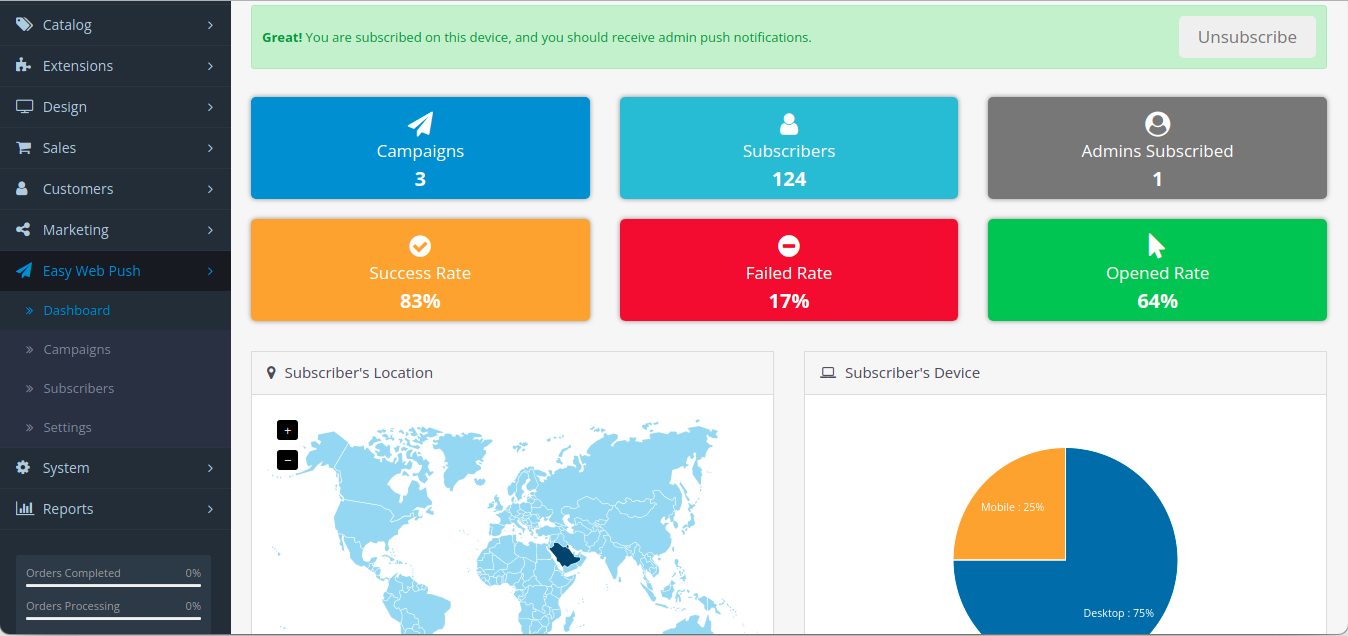 Catalog
Extensions
Design
Sales
Customers
Marketing
Easy Web Push
Dashboard
Campaigns
Subscribers
Settings
System
Reports
Orders Completed 0%
Orders Processing 0%
Great! You are subscribed on this device, and you should receive admin push notifications.
Unsubscribe
Campaigns
3
Subscribers
124
Admins Subscribed
1
Success Rate
83%
Failed Rate
17%
Opened Rate
64%
Subscriber's Location
+
−
Subscriber's Device
Mobile : 25%
Desktop : 75%